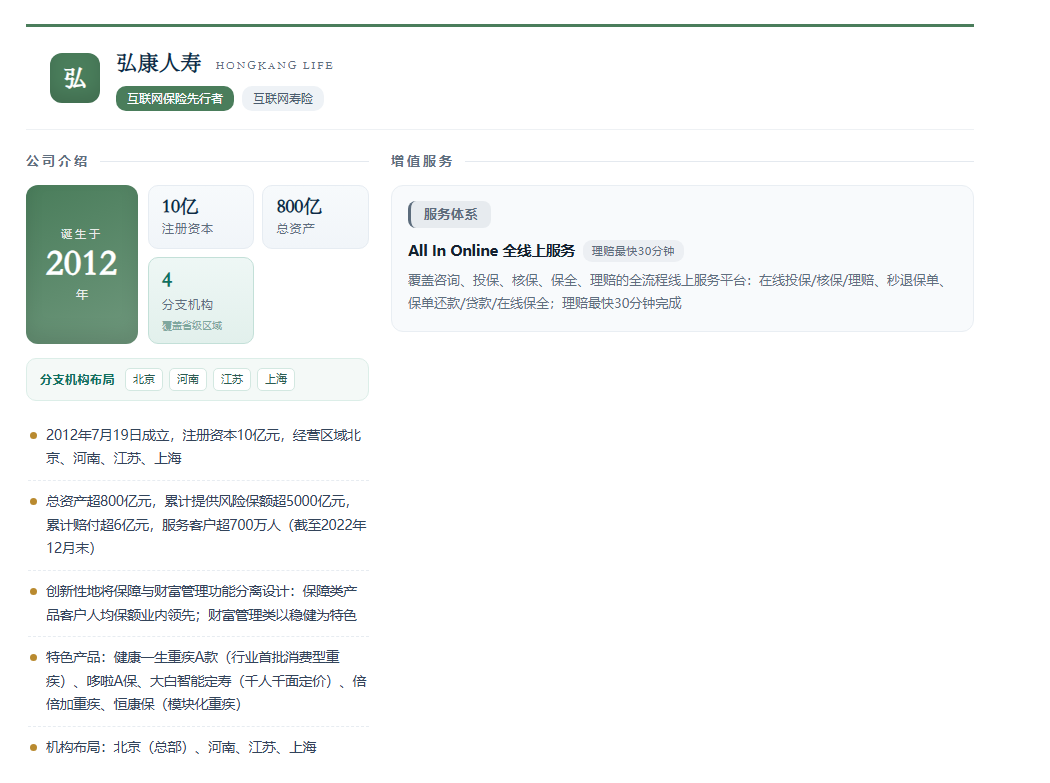 弘
弘康人寿 HONGKANG LIFE
互联网保险先行者 互联网寿险
公司介绍
诞生于
2012
年
10亿
注册资本
800亿
总资产
4
分支机构
覆盖省级区域
分支机构布局 北京 河南 江苏 上海
2012年7月19日成立，注册资本10亿元，经营区域北
京、河南、江苏、上海
总资产超800亿元，累计提供风险保额超5000亿元，
累计赔付超6亿元，服务客户超700万人（截至2022年
12月末）
创新性地将保障与财富管理功能分离设计：保障类产
品客户人均保额业内领先；财富管理类以稳健为特色
特色产品：健康一生重疾A款（行业首批消费型重
疾）、哆啦A保、大白智能定寿（千人千面定价）、倍
倍加重疾、恒康保（模块化重疾）
机构布局：北京（总部）、河南、江苏、上海
增值服务
服务体系
All In Online 全线上服务 理赔最快30分钟
覆盖咨询、投保、核保、保全、理赔的全流程线上服务平台：在线投保/核保/理赔、秒退保单、
保单还款/贷款/在线保全；理赔最快30分钟完成